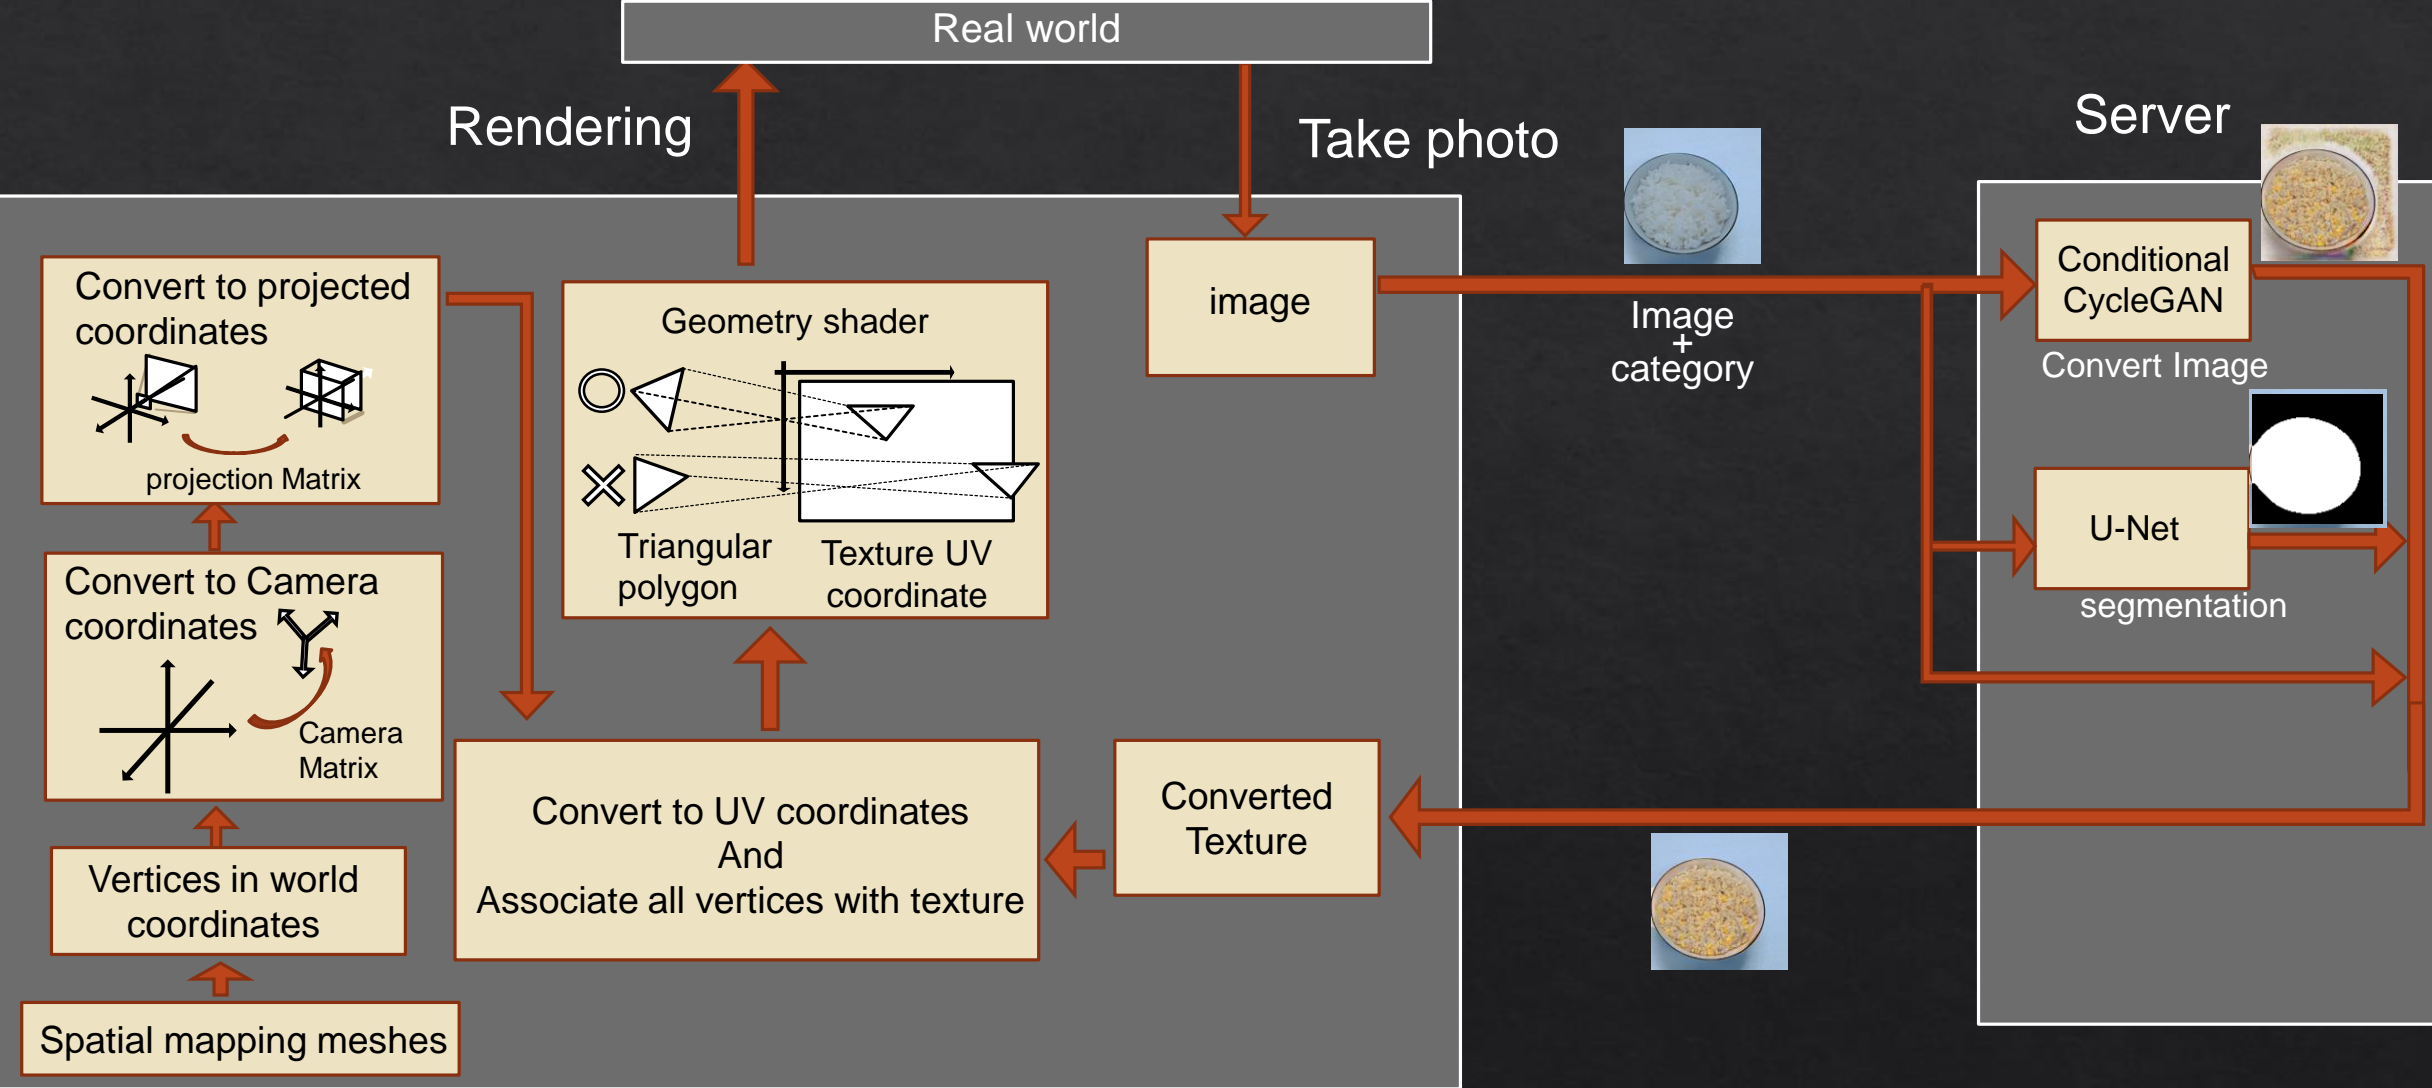 Real world
Rendering
Take photo
Server
Convert to projected
coordinates
projection Matrix
Geometry shader
Triangular
polygon
Texture UV
coordinate
image
Image
+
category
Conditional
CycleGAN
Convert Image
U-Net
segmentation
Convert to Camera
coordinates
Camera
Matrix
Vertices in world
coordinates
Spatial mapping meshes
Convert to UV coordinates
And
Associate all vertices with texture
Converted
Texture